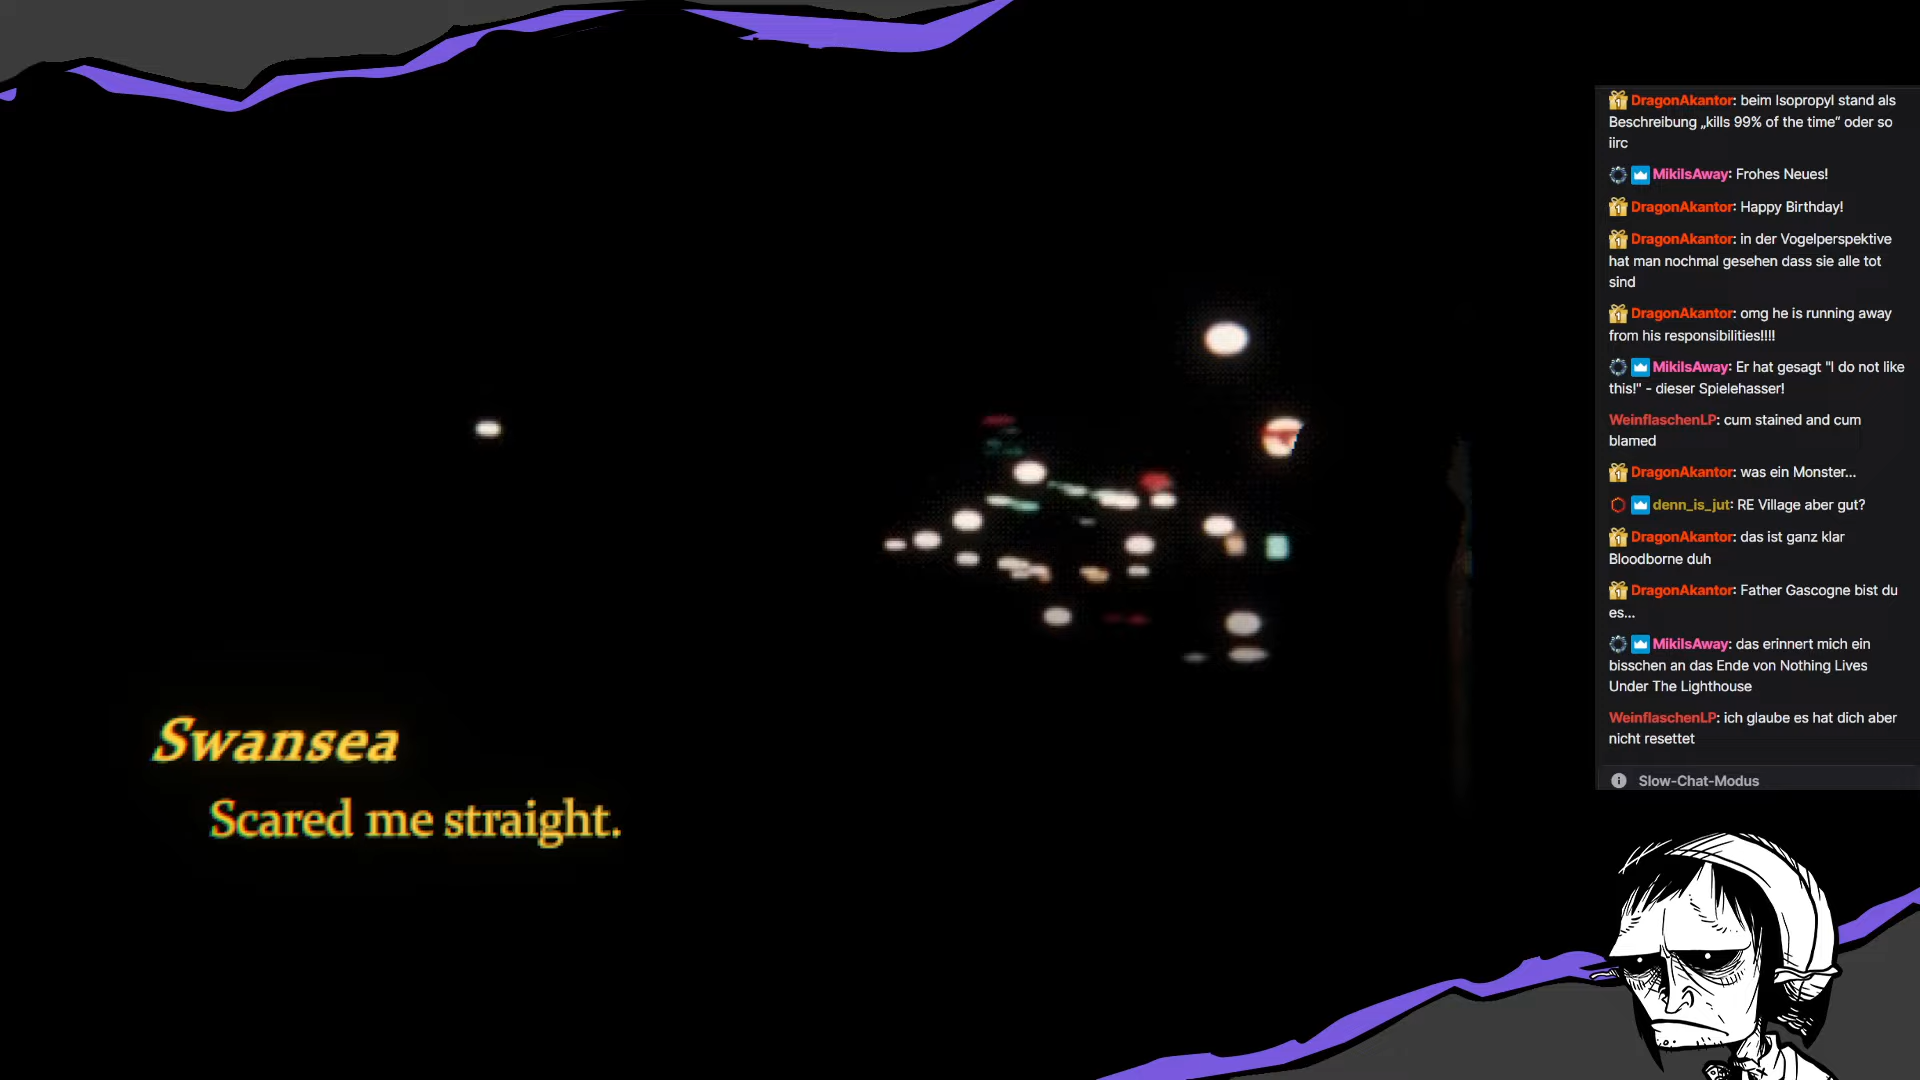 DragonAkantor: beim Isopropyl stand als
Beschreibung „kills 99% of the time“ oder so
iirc
MikilsAway: Frohes Neues!
DragonAkantor: Happy Birthday!
DragonAkantor: in der Vogelperspektive
hat man nochmal gesehen dass sie alle tot
sind
DragonAkantor: omg he is running away
from his responsibilities!!!!
MikilsAway: Er hat gesagt "I do not like
this!" - dieser Spielehasser!
WeinflaschenLP: cum stained and cum
blamed
DragonAkantor: was ein Monster...
denn_is_jut: RE Village aber gut?
DragonAkantor: das ist ganz klar
Bloodborne duh
DragonAkantor: Father Gascogne bist du
es...
MikilsAway: das erinnert mich ein
bisschen an das Ende von Nothing Lives
Under The Lighthouse
WeinflaschenLP: ich glaube es hat dich aber
nicht resettet
Slow-Chat-Modus
Swansea
Scared me straight.